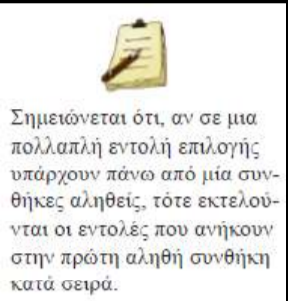 Σημειώνεται ότι, αν σε μια
πολλαπλή εντολή επιλογής
υπάρχουν πάνω από μία συν-
θήκες αληθείς, τότε εκτελού-
νται οι εντολές που ανήκουν
στην πρώτη αληθή συνθήκη
κατά σειρά.